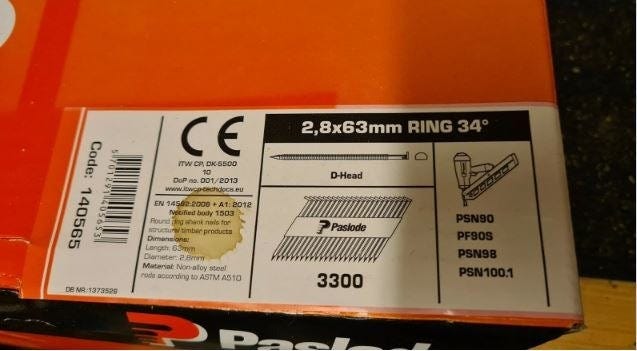 Code: 140565
DB NR:1373526
CE
ITW CP, DK-5500
10
DoP no. 001/2013
www.itwcp-techdocs.eu
EN 14592:2008 + A1: 2012
Notified body 1503
Round ring shank nails for
structural timber products
Dimensions:
Length: 63mm
Diameter: 2,8mm
Material: Non-alloy steel
rods according to ASTM A510
2,8x63mm RING 34°
D-Head
Paslode
3300
PSN90
PF90S
PSN98
PSN100.1
Paslode